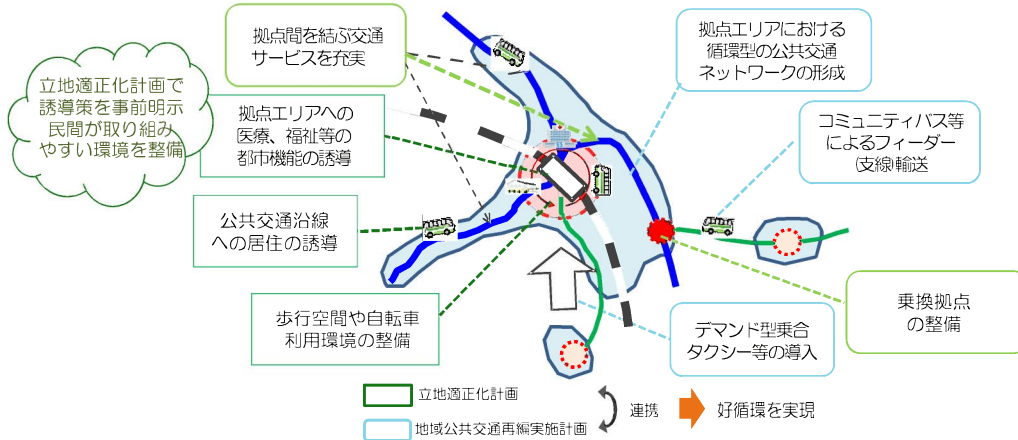 拠点間を結ぶ交通
サービスを充実
拠点エリアにおける
循環型の公共交通
ネットワークの形成
立地適正化計画で
誘導策を事前明示
民間が取り組み
やすい環境を整備
拠点エリアへの
医療、福祉等の
都市機能の誘導
コミュニティバス等
によるフィーダー
(支線)輸送
公共交通沿線
への居住の誘導
歩行空間や自転車
利用環境の整備
乗換拠点
の整備
デマンド型乗合
タクシー等の導入
立地適正化計画
連携
好循環を実現
地域公共交通再編実施計画